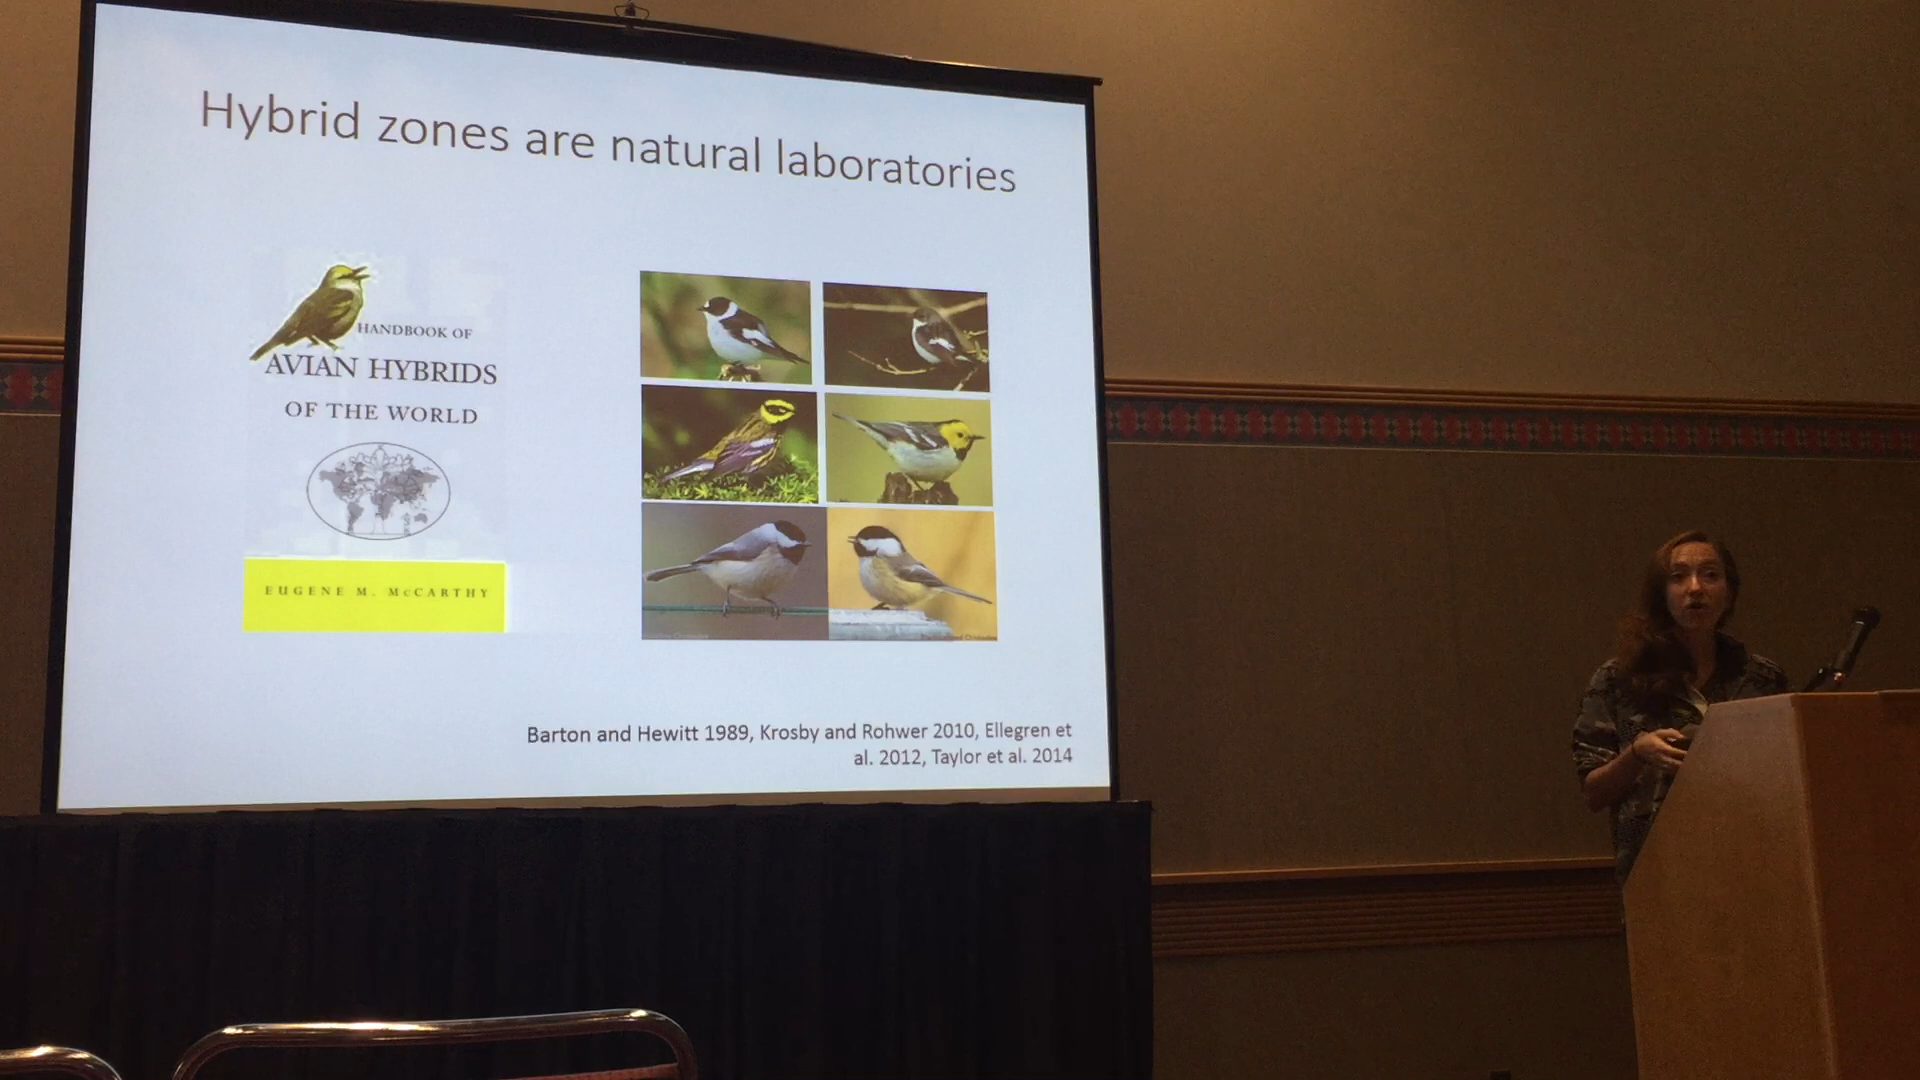 Hybrid zones are natural laboratories
HANDBOOK OF
AVIAN HYBRIDS
OF THE WORLD
EUGENE M. McCARTHY
Barton and Hewitt 1989, Krosby and Rohwer 2010, Ellegren et
al. 2012, Taylor et al. 2014